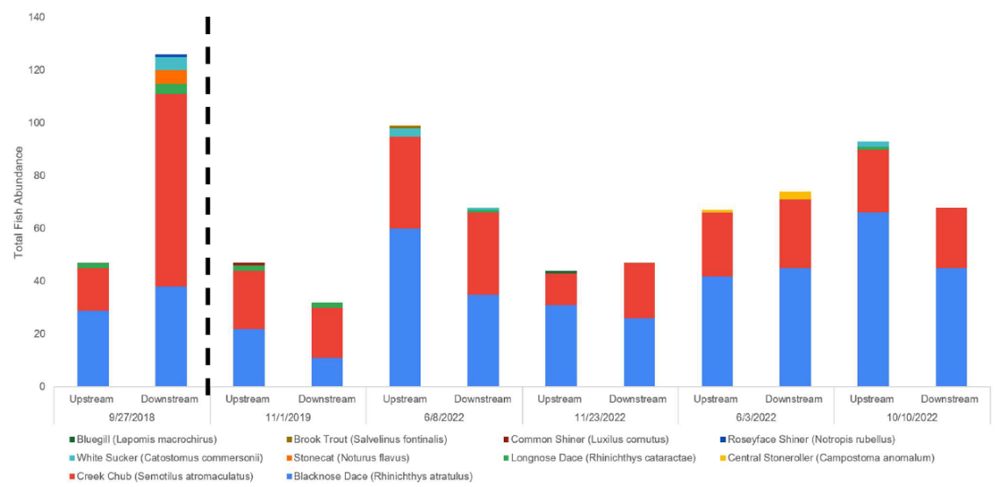 140
120
100
80
60
40
20
0
Total Fish Abundance
Upstream Downstream Upstream Downstream Upstream Downstream Upstream Downstream Upstream Downstream Upstream Downstream
9/27/2018 11/1/2019 6/8/2022 11/23/2022 6/3/2022 10/10/2022
Bluegill (Lepomis macrochirus) Brook Trout (Salvelinus fontinalis) Common Shiner (Luxilus cornutus) Roseyface Shiner (Notropis rubellus)
White Sucker (Catostomus commersonii) Stonecat (Noturus flavus) Longnose Dace (Rhinichthys cataractae) Central Stoneroller (Campostoma anomalum)
Creek Chub (Semotilus atromaculatus) Blacknose Dace (Rhinichthys atratulus)